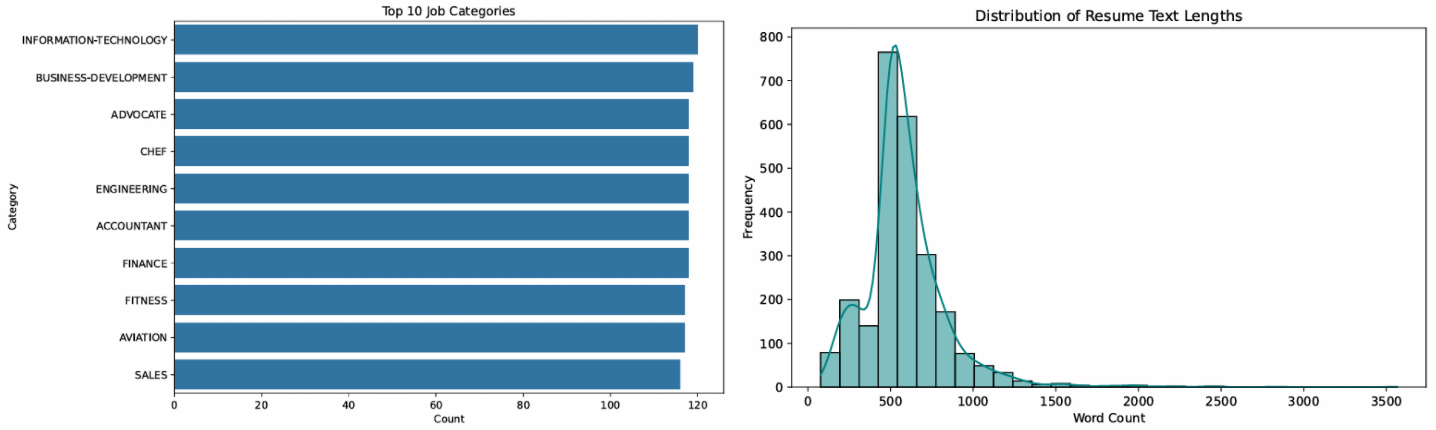 Top 10 Job Categories
Category
INFORMATION-TECHNOLOGY
BUSINESS-DEVELOPMENT
ADVOCATE
CHEF
ENGINEERING
ACCOUNTANT
FINANCE
FITNESS
AVIATION
SALES
0 20 40 60 80 100 120
Count
Distribution of Resume Text Lengths
Frequency
800
700
600
500
400
300
200
100
0
0 500 1000 1500 2000 2500 3000 3500
Word Count